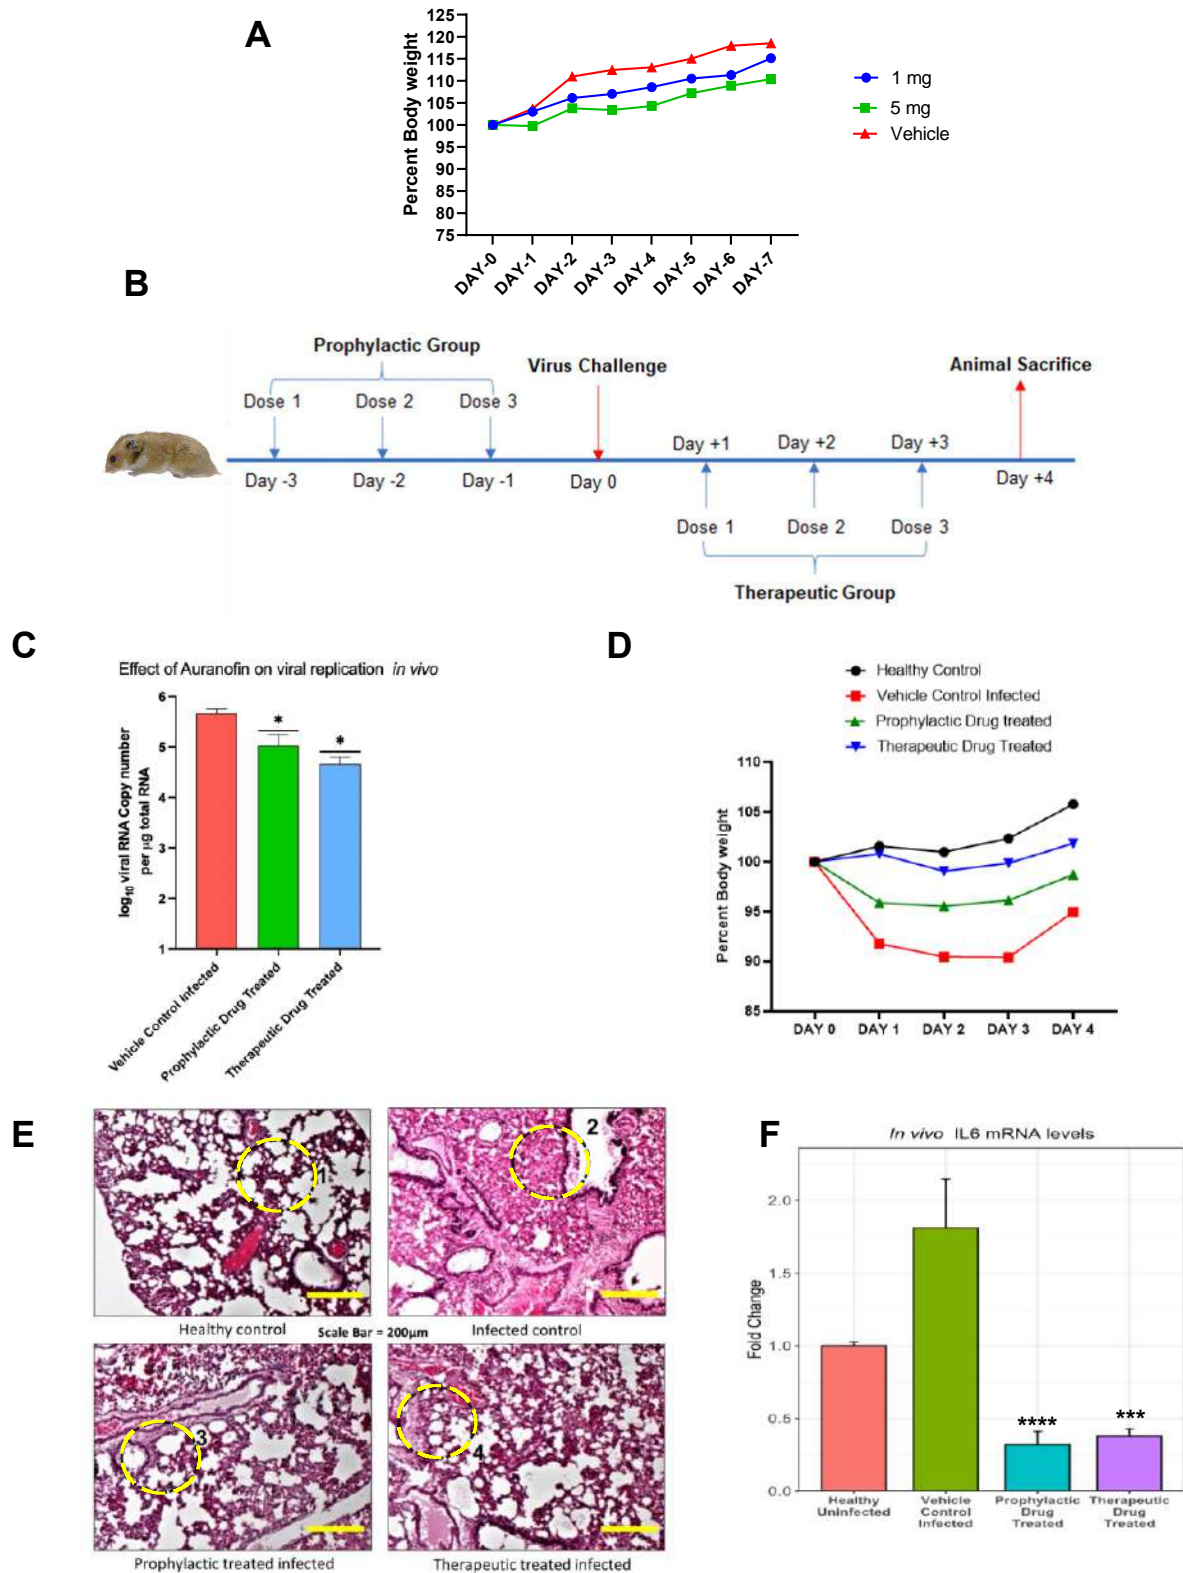 A
Percent Body weight
125
120
115
110
105
100
95
90
85
80
75
DAY-0
DAY-1
DAY-2
DAY-3
DAY-4
DAY-5
DAY-6
DAY-7
1 mg
5 mg
Vehicle
B
Prophylactic Group
Virus Challenge
Animal Sacrifice
Dose 1 Dose 2 Dose 3
Day +1 Day +2 Day +3
Day -3 Day -2 Day -1 Day 0 Day +4
Dose 1 Dose 2 Dose 3
Therapeutic Group
C
Effect of Auranofin on viral replication in vivo
log10 viral RNA Copy number
per µg total RNA
6
5
4
3
2
1
*
*
Vehicle Control Infected
Prophylactic Drug Treated
Therapeutic Drug Treated
D
Healthy Control
Vehicle Control Infected
Prophylactic Drug treated
Therapeutic Drug Treated
Percent Body weight
110
105
100
95
90
85
DAY 0 DAY 1 DAY 2 DAY 3 DAY 4
E
1
2
Healthy control Scale Bar = 200µm Infected control
3
4
Prophylactic treated infected Therapeutic treated infected
F
In vivo IL6 mRNA levels
Fold Change
2.0
1.5
1.0
0.5
0.0
****
***
Healthy
Uninfected
Vehicle
Control
Infected
Prophylactic
Drug
Treated
Therapeutic
Drug
Treated